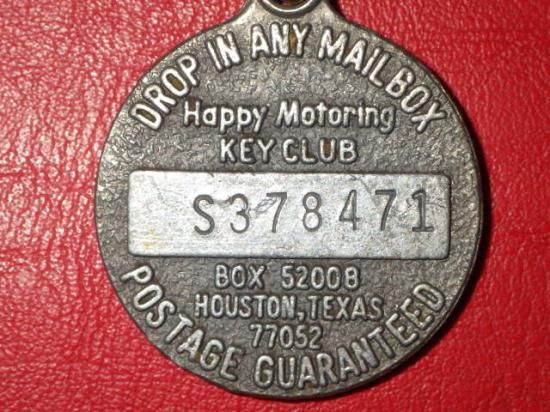 DROP IN ANY MAILBOX
Happy Motoring
KEY CLUB
S378471
BOX 52008
HOUSTON, TEXAS
77052
POSTAGE GUARANTEED